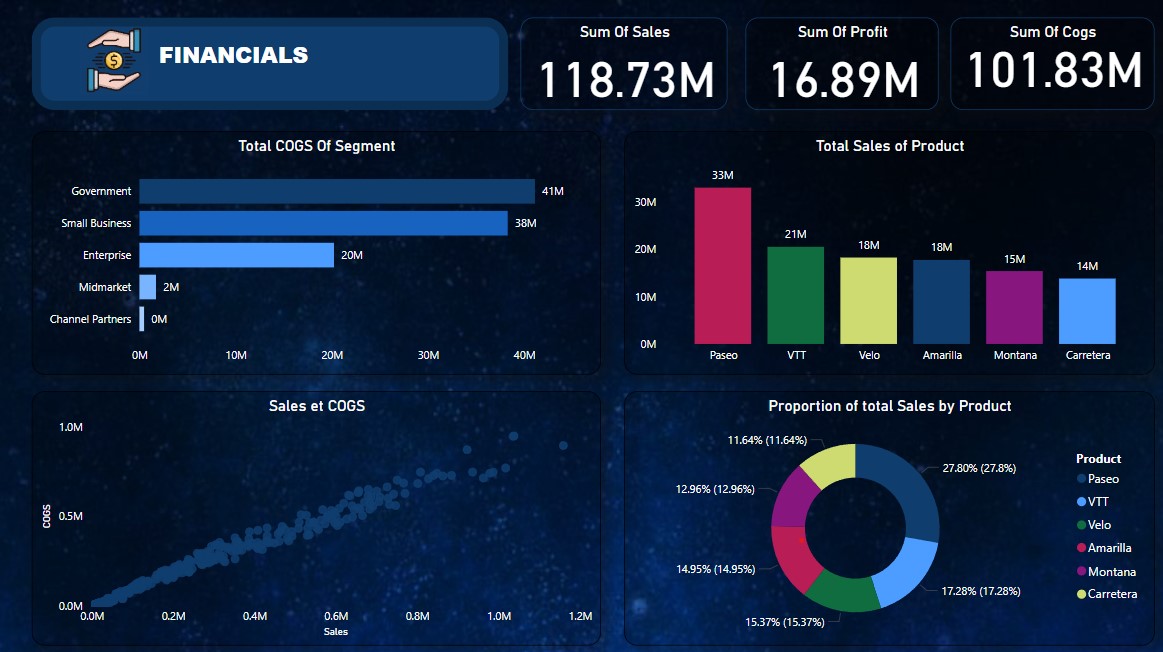 FINANCIALS
Sum Of Sales
118.73M
Sum Of Profit
16.89M
Sum Of Cogs
101.83M
Total COGS Of Segment
Government
41M
Small Business
38M
Enterprise
20M
Midmarket
2M
Channel Partners
0M
0M
10M
20M
30M
40M
Total Sales of Product
30M
20M
10M
0M
33M
21M
18M
18M
15M
14M
Paseo
VTT
Velo
Amarilla
Montana
Carretera
Sales et COGS
COGS
1.0M
0.5M
0.0M
0.0M
0.2M
0.4M
0.6M
0.8M
1.0M
1.2M
Sales
Proportion of total Sales by Product
11.64% (11.64%)
27.80% (27.8%)
12.96% (12.96%)
14.95% (14.95%)
17.28% (17.28%)
15.37% (15.37%)
Product
Paseo
VTT
Velo
Amarilla
Montana
Carretera